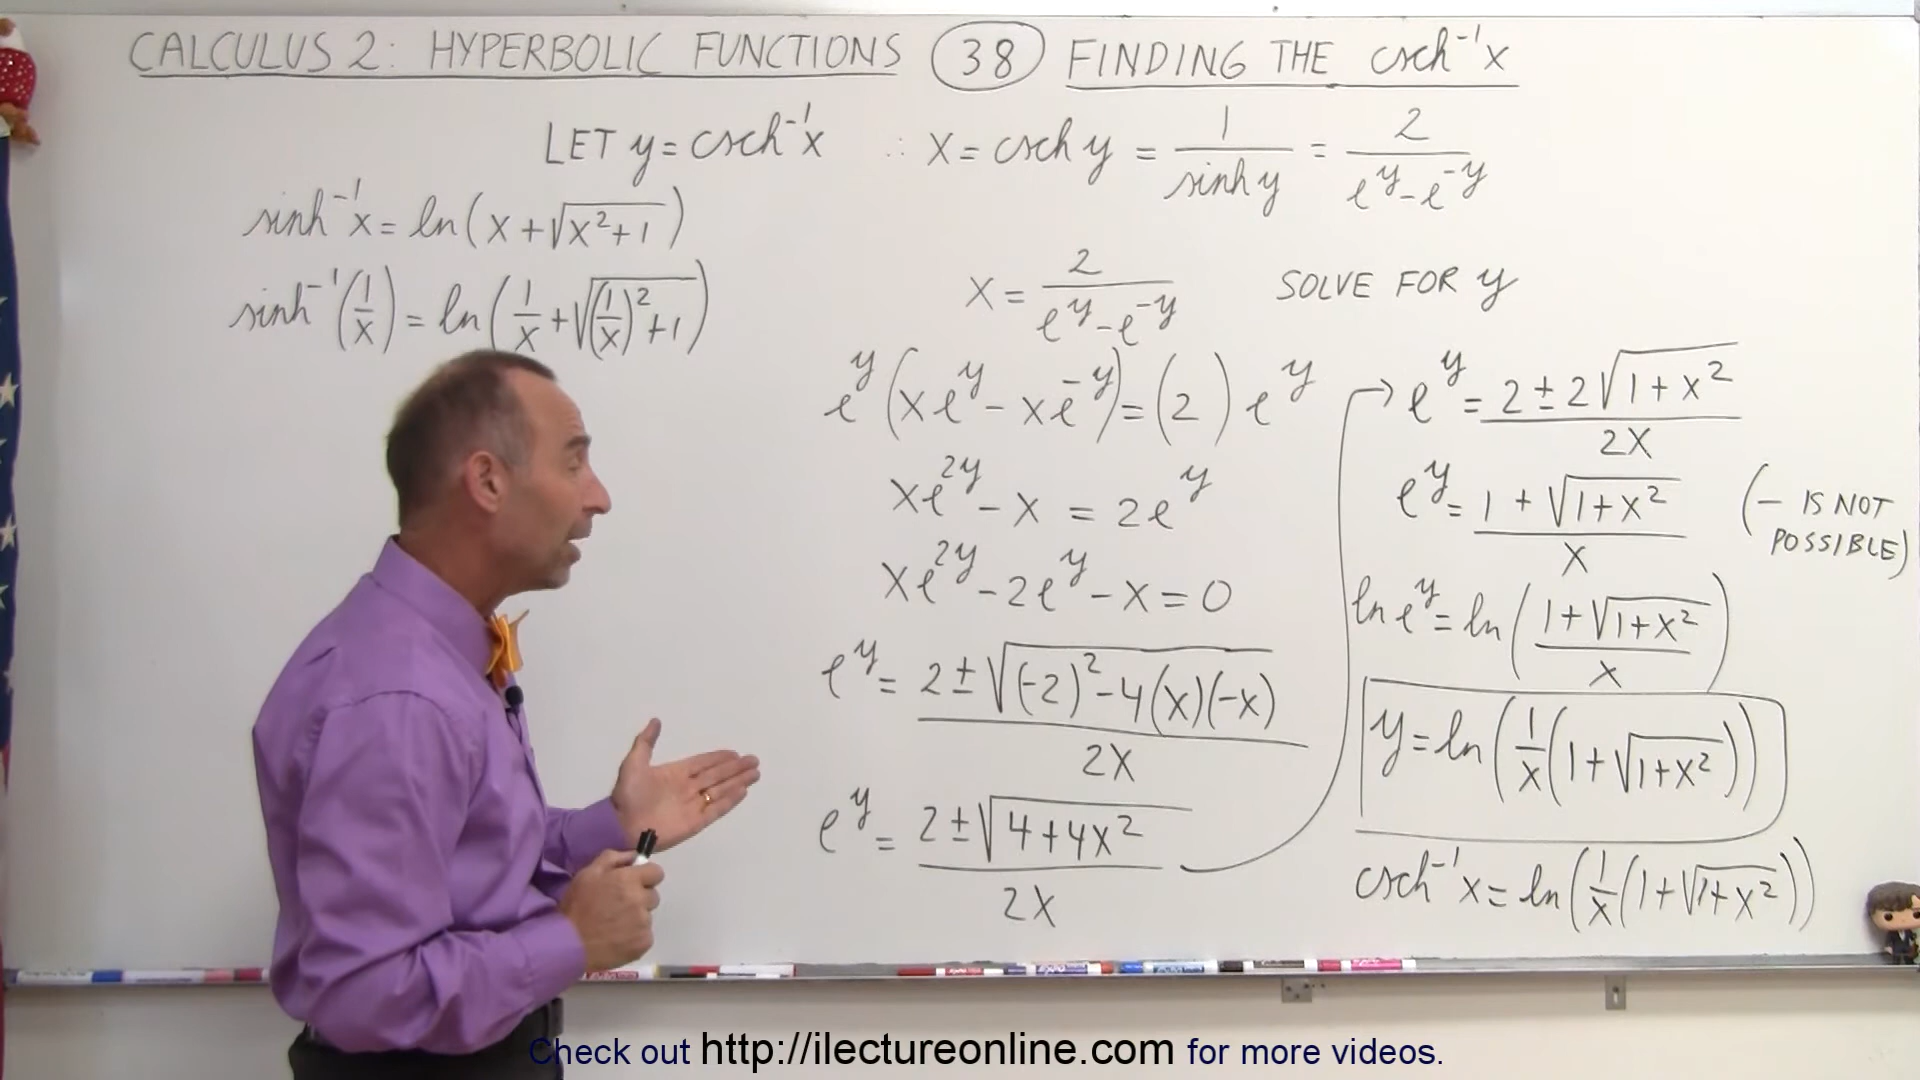 CALCULUS 2: HYPERBOLIC FUNCTIONS (38) FINDING THE csch⁻¹x
LET y = csch⁻¹x ∴ x = csch y = 1/(sinh y) = 2/(e^y - e^-y)
sinh⁻¹x = ln(x + √(x²+1))
sinh⁻¹(1/x) = ln(1/x + √((1/x)²+1))
x = 2/(e^y - e^-y) SOLVE FOR y
e^y(xe^y - xe^-y) = (2)e^y
xe^2y - x = 2e^y
xe^2y - 2e^y - x = 0
e^y = (2 ± √((-2)² - 4(x)(-x)))/2x
e^y = (2 ± √(4+4x²))/2x
→ e^y = (2 ± 2√(1+x²))/2x
e^y = (1 + √(1+x²))/x (- IS NOT
POSSIBLE)
ln e^y = ln((1+√(1+x²))/x)
y = ln(1/x(1+√(1+x²)))
csch⁻¹x = ln(1/x(1+√(1+x²)))
Check out http://ilectureonline.com for more videos.